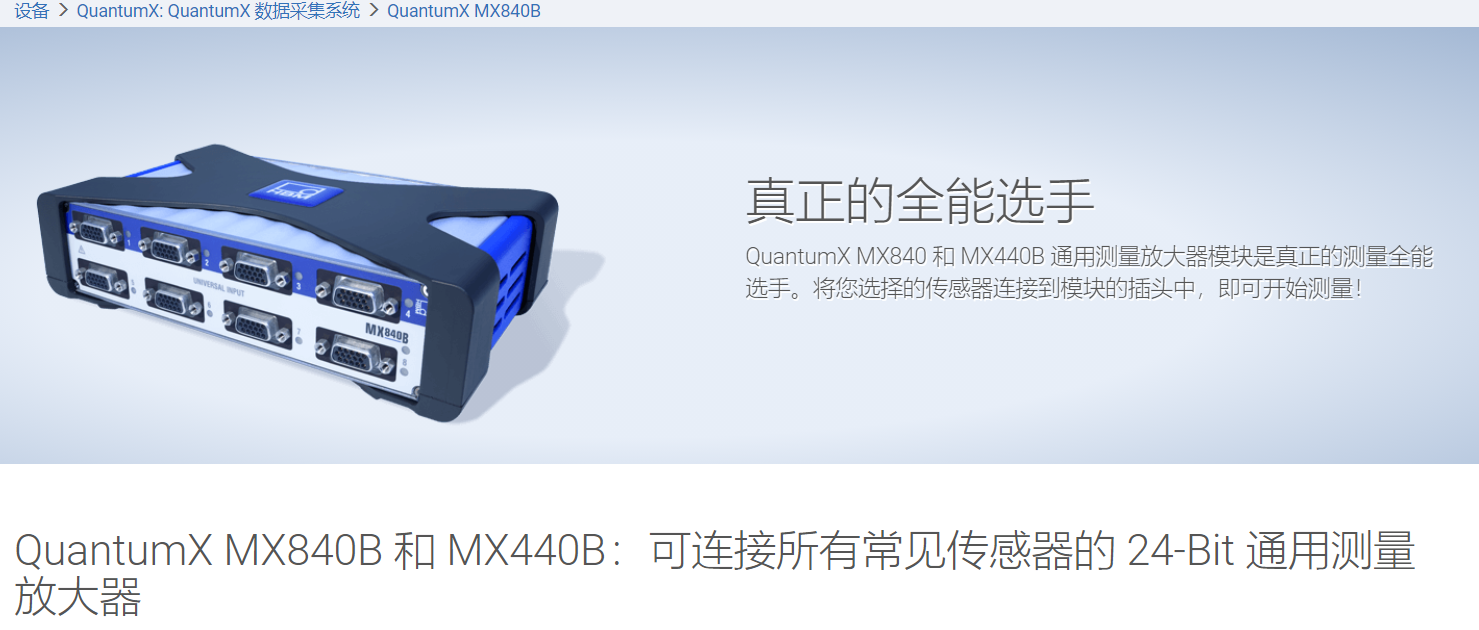 设备 > QuantumX: QuantumX 数据采集系统 > QuantumX MX840B
真正的全能选手
QuantumX MX840 和 MX440B 通用测量放大器模块是真正的测量全能
选手。将您选择的传感器连接到模块的插头中，即可开始测量！
HBM
1
2
3
4
UNIVERSAL INPUT
5
6
7
8
MX840B
QuantumX MX840B 和 MX440B：可连接所有常见传感器的 24-Bit 通用测量
放大器